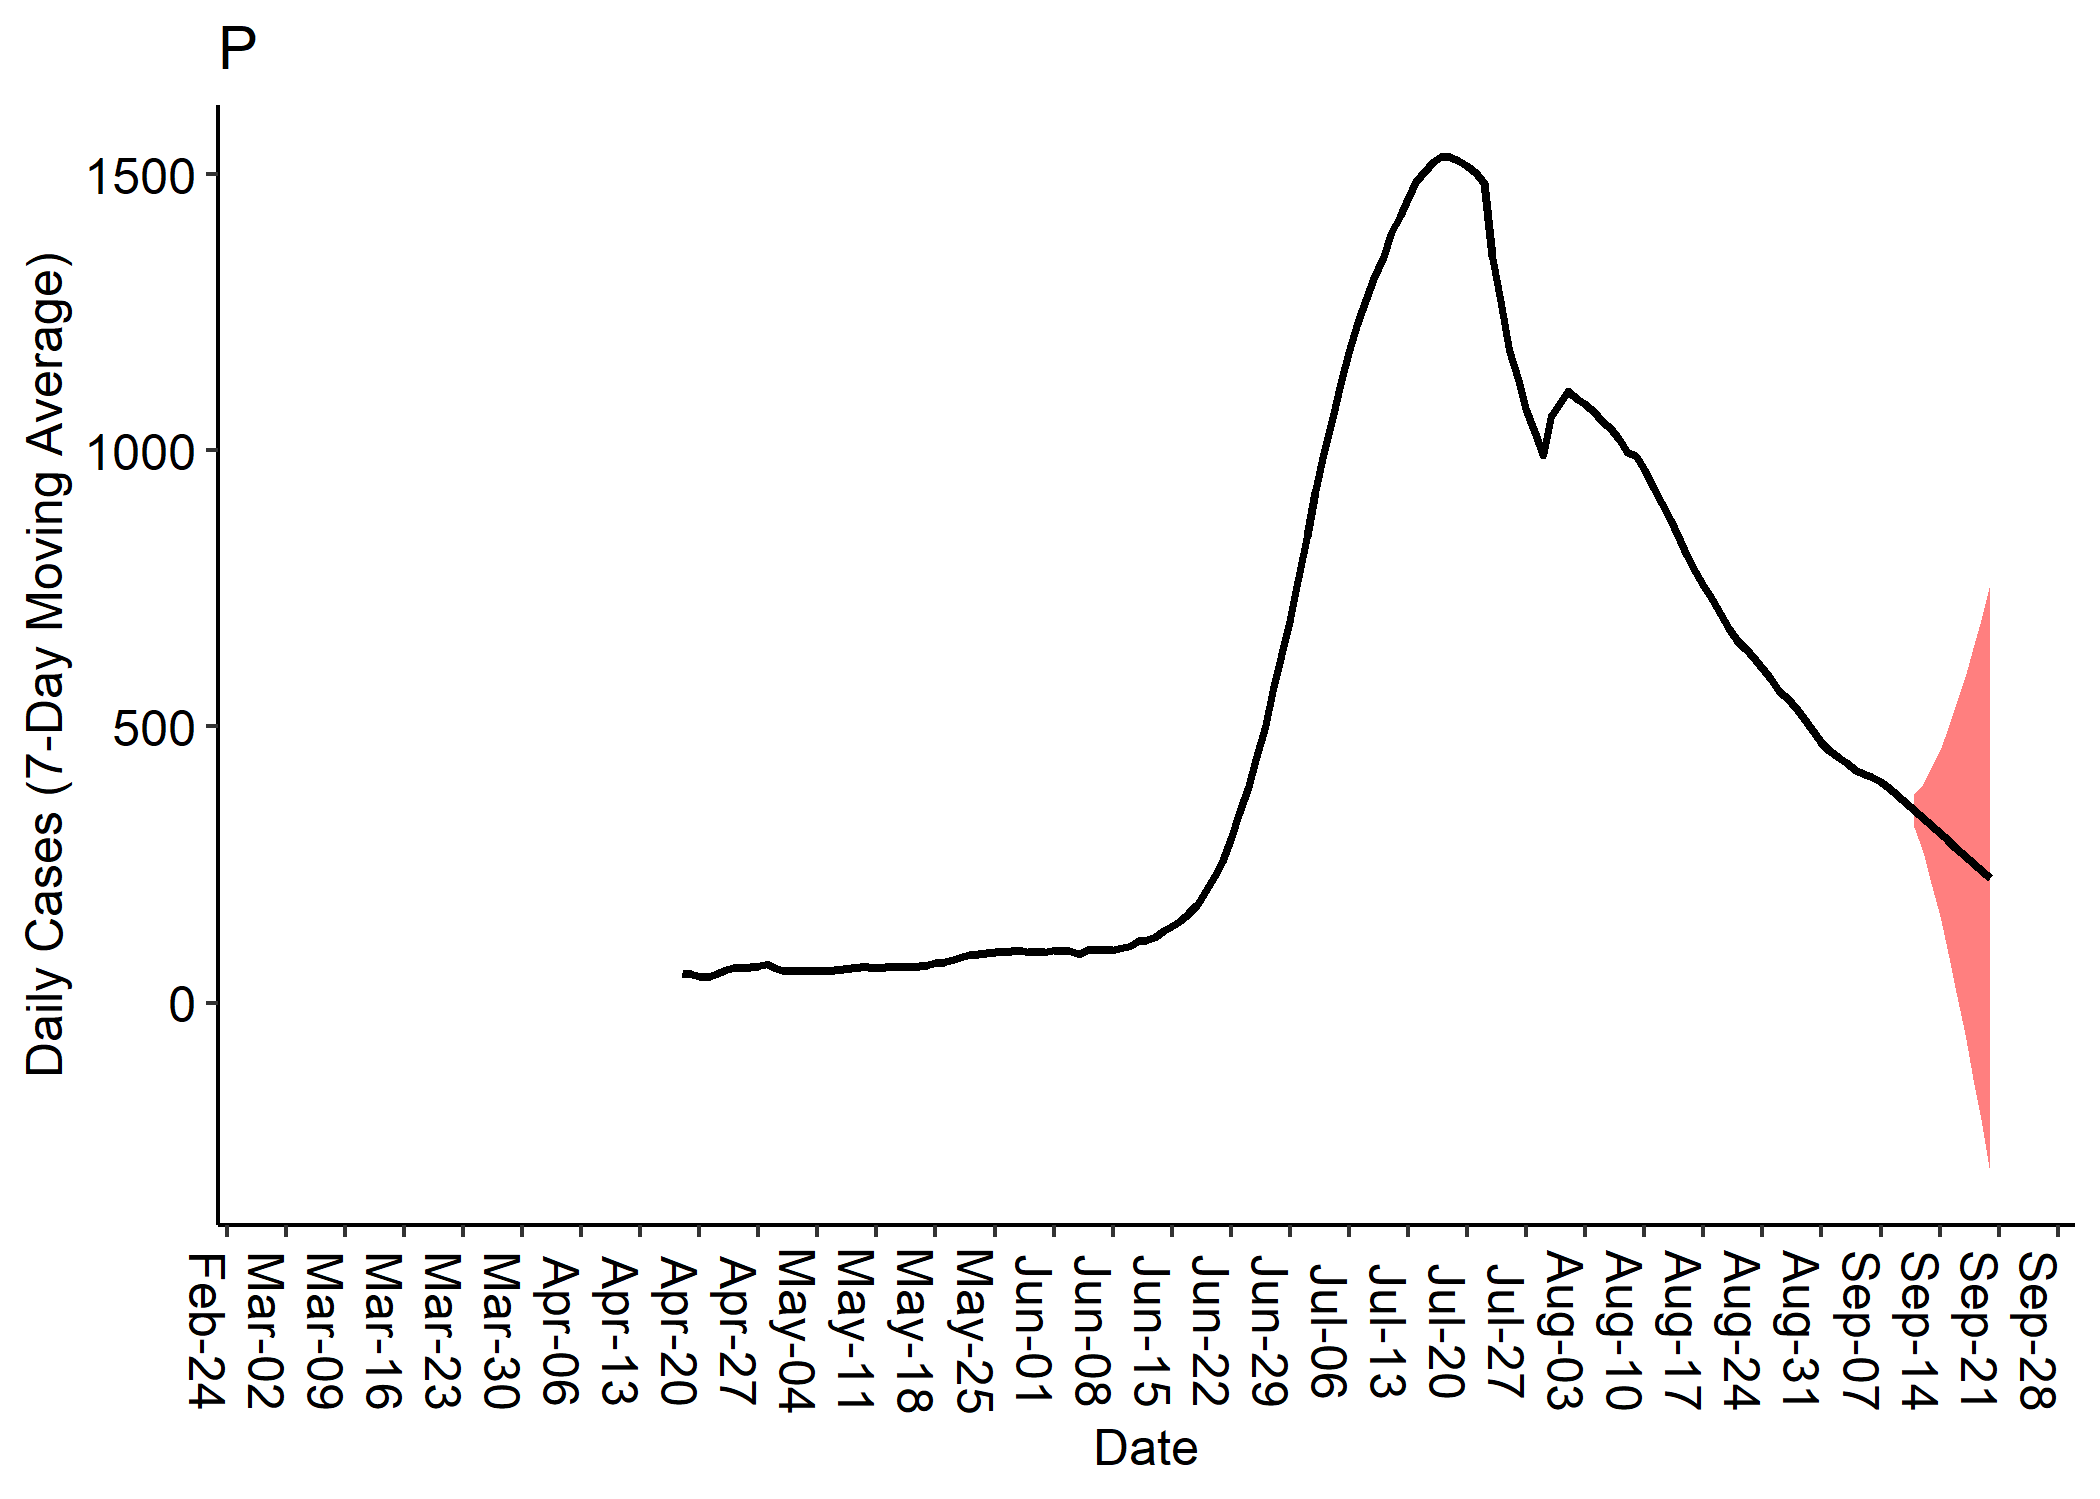 P
Daily Cases (7-Day Moving Average)
1500
1000
500
0
Feb-24
Mar-02
Mar-09
Mar-16
Mar-23
Mar-30
Apr-06
Apr-13
Apr-20
Apr-27
May-04
May-11
May-18
May-25
Jun-01
Jun-08
Jun-15
Jun-22
Jun-29
Jul-06
Jul-13
Jul-20
Jul-27
Aug-03
Aug-10
Aug-17
Aug-24
Aug-31
Sep-07
Sep-14
Sep-21
Sep-28
Date